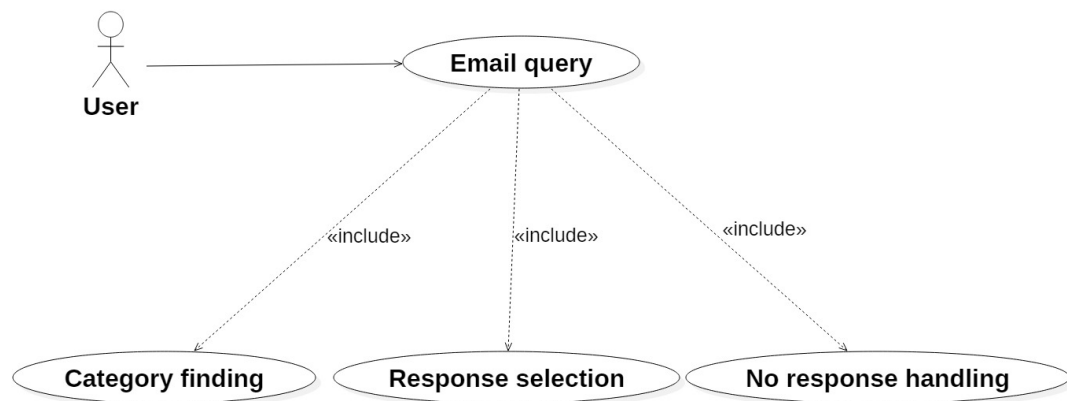 Email query
User
«include»
«include»
«include»
Category finding
Response selection
No response handling